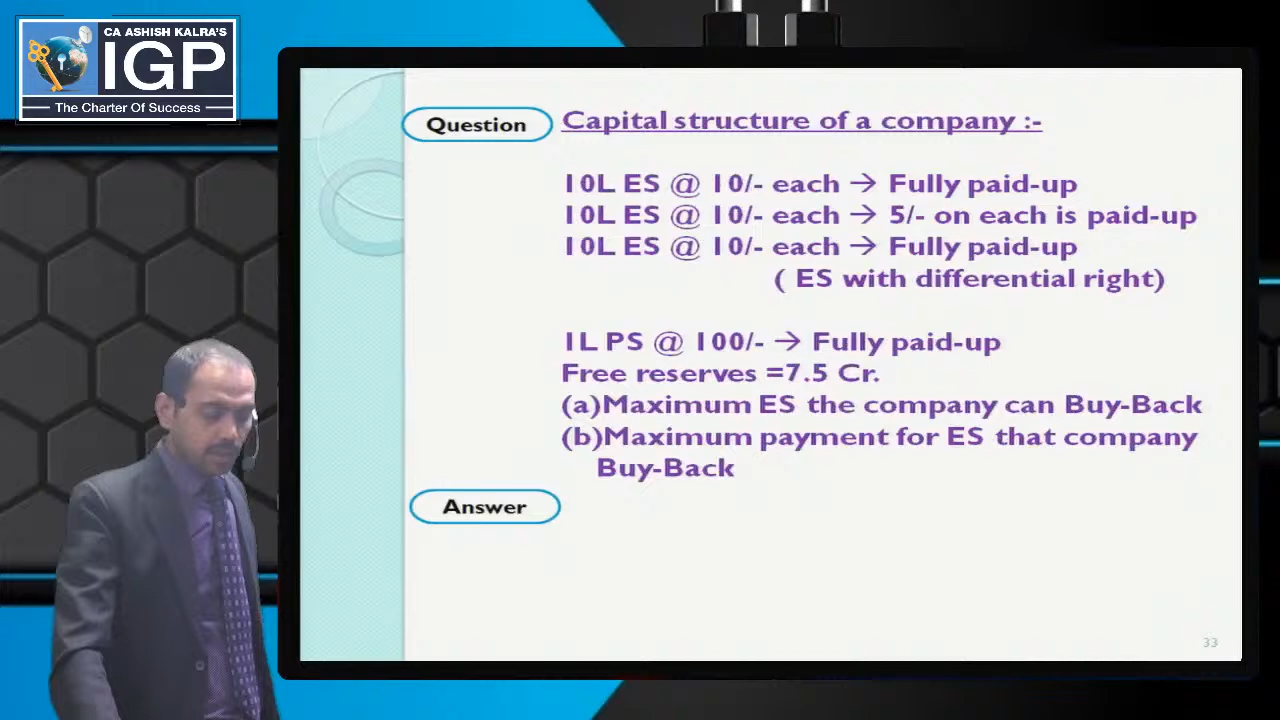 CA ASHISH KALRA'S
IGP
The Charter Of Success
Question
Capital structure of a company :-
10L ES @ 10/- each → Fully paid-up
10L ES @ 10/- each → 5/- on each is paid-up
10L ES @ 10/- each → Fully paid-up
( ES with differential right)
1L PS @ 100/- → Fully paid-up
Free reserves =7.5 Cr.
(a)Maximum ES the company can Buy-Back
(b)Maximum payment for ES that company
Buy-Back
Answer
33